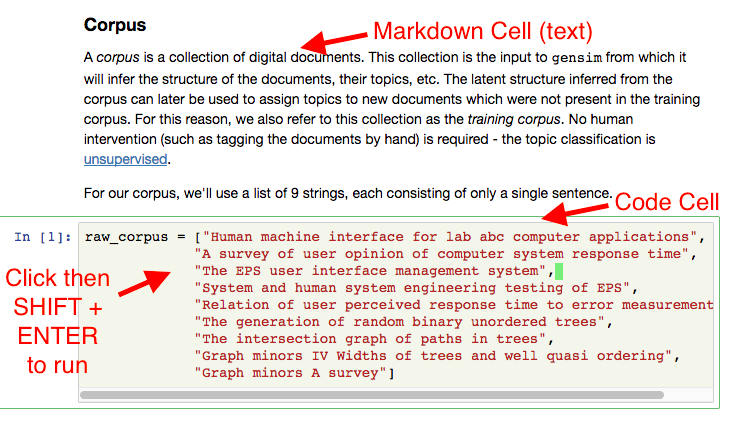 Corpus
Markdown Cell (text)
A corpus is a collection of digital documents. This collection is the input to gensim from which it
will infer the structure of the documents, their topics, etc. The latent structure inferred from the
corpus can later be used to assign topics to new documents which were not present in the training
corpus. For this reason, we also refer to this collection as the training corpus. No human
intervention (such as tagging the documents by hand) is required - the topic classification is
unsupervised.
For our corpus, we'll use a list of 9 strings, each consisting of only a single sentence.
Code Cell
In [1]: raw_corpus = ["Human machine interface for lab abc computer applications",
"A survey of user opinion of computer system response time",
"The EPS user interface management system",
"System and human system engineering testing of EPS",
"Relation of user perceived response time to error measurement
"The generation of random binary unordered trees",
"The intersection graph of paths in trees",
"Graph minors IV Widths of trees and well quasi ordering",
"Graph minors A survey"]
Click then
SHIFT +
ENTER
to run